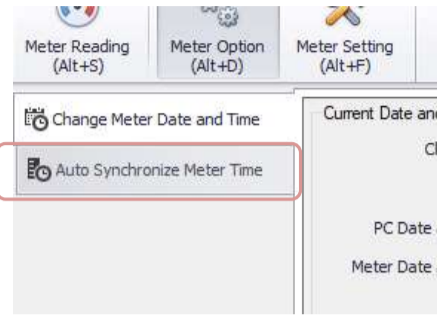 Meter Reading
(Alt+S)
Meter Option
(Alt+D)
Meter Setting
(Alt+F)
Change Meter Date and Time
Auto Synchronize Meter Time
Current Date and
PC Date
Meter Date